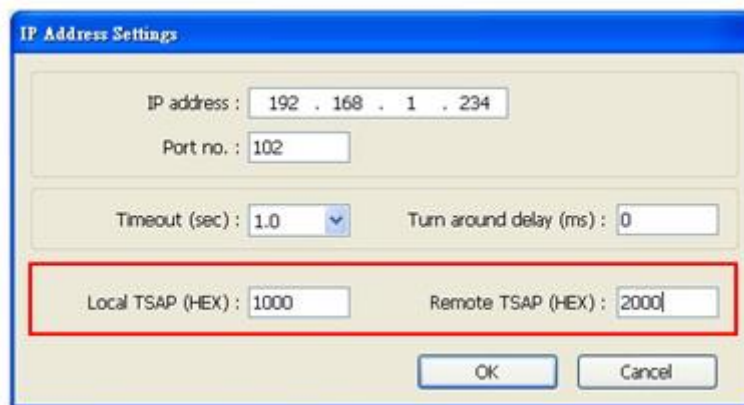 IP Address Settings
IP address : 192 . 168 . 1 . 234
Port no. : 102
Timeout (sec) : 1.0 Turn around delay (ms) : 0
Local TSAP (HEX) : 1000 Remote TSAP (HEX) : 2000
OK Cancel